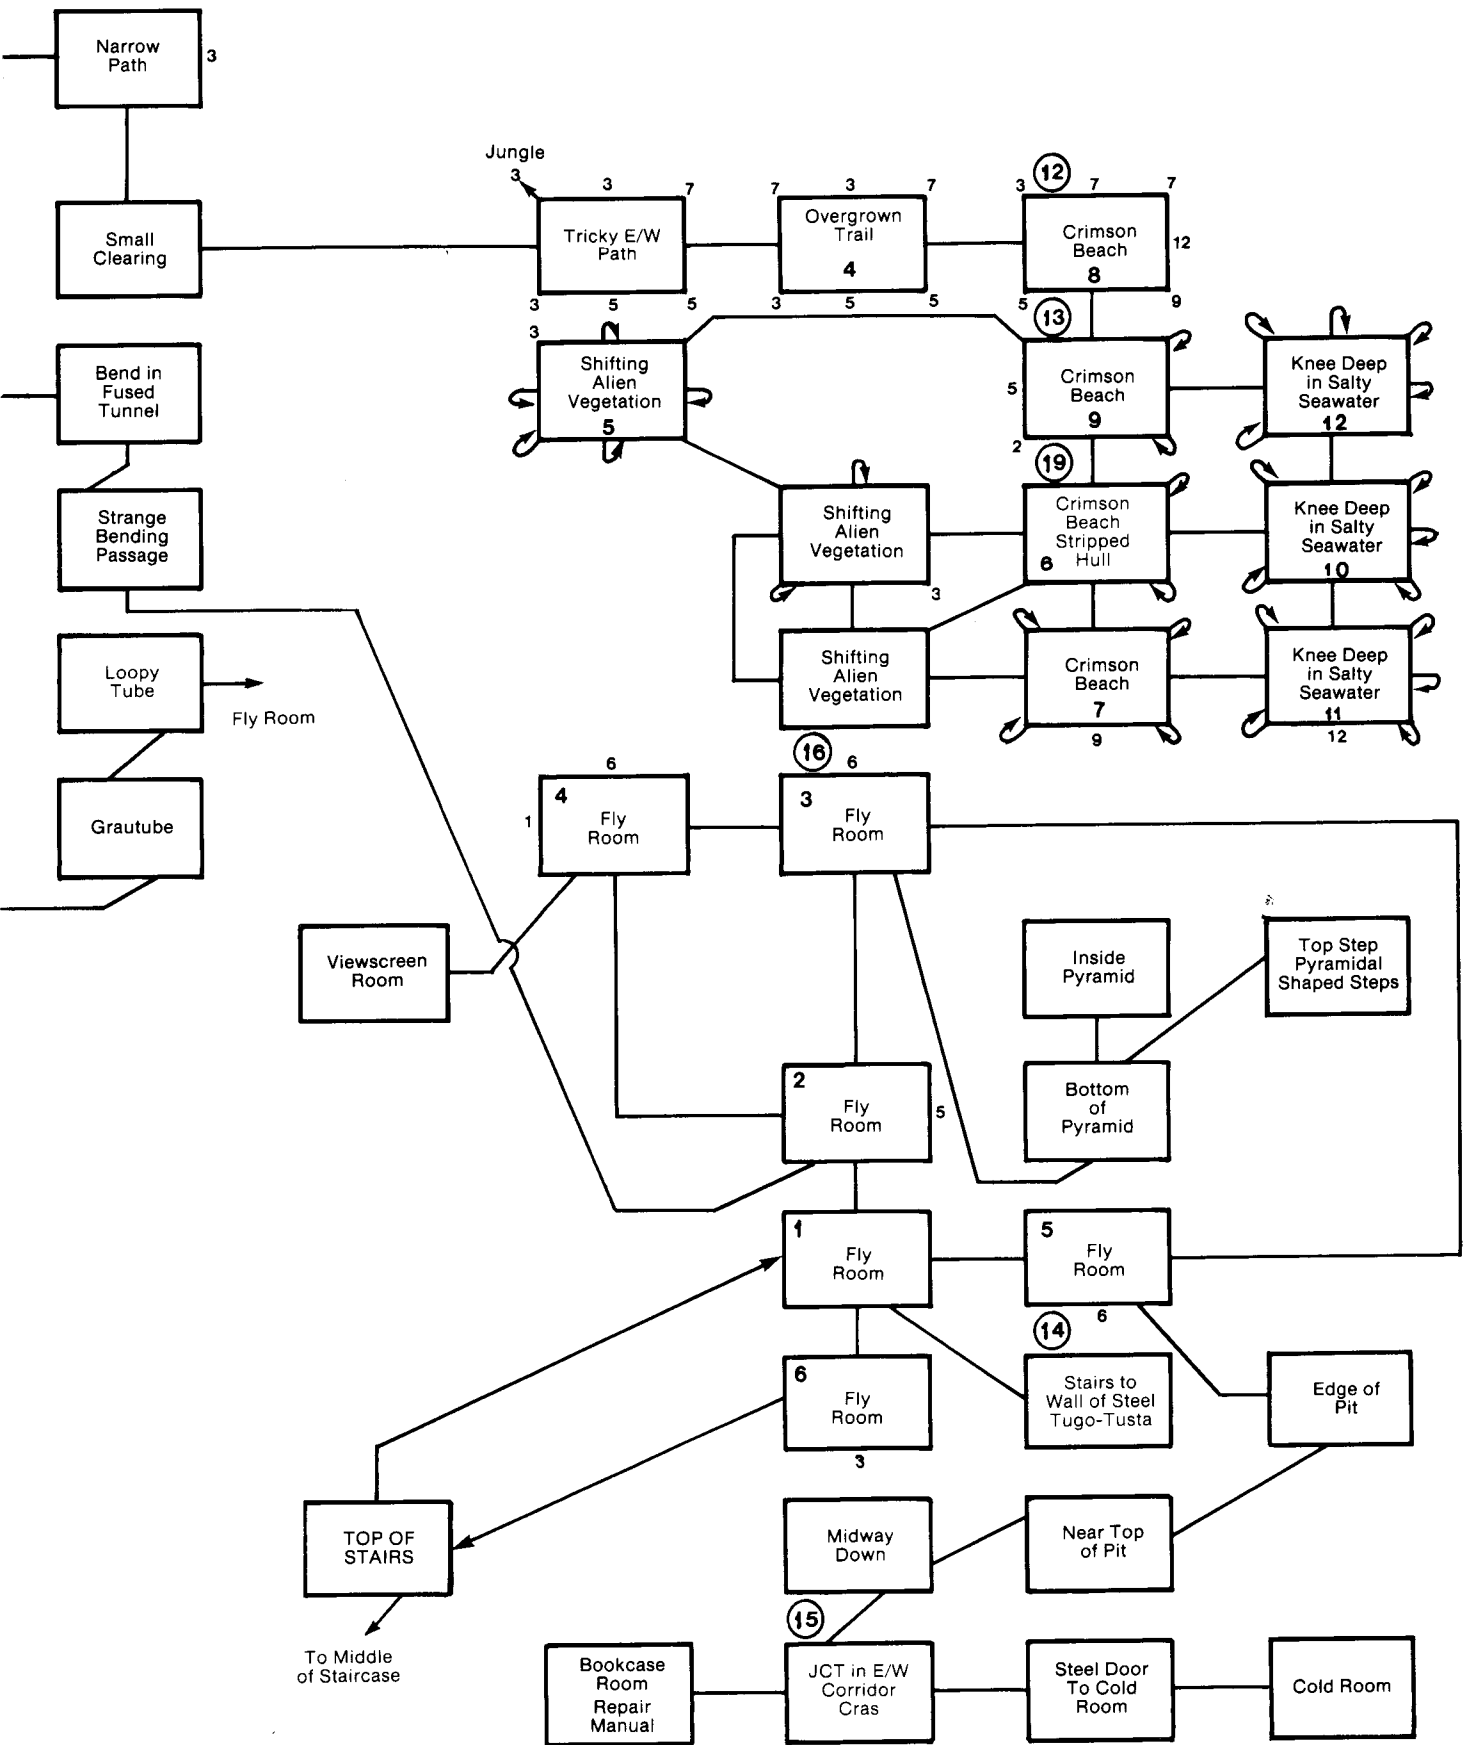 Narrow
Path
3
Small
Clearing
Jungle
3
3
7
Tricky E/W
Path
3
5
5
7
3
7
Overgrown
Trail
4
3
5
5
12
3
7
7
Crimson
Beach
8
12
5
9
Bend in
Fused
Tunnel
3
Shifting
Alien
Vegetation
5
13
5
Crimson
Beach
9
2
Knee Deep
in Salty
Seawater
12
Strange
Bending
Passage
Shifting
Alien
Vegetation
3
19
Crimson
Beach
Stripped
Hull
6
Knee Deep
in Salty
Seawater
10
Loopy
Tube
Fly Room
Shifting
Alien
Vegetation
Crimson
Beach
7
9
Knee Deep
in Salty
Seawater
11
12
Grautube
6
4
Fly
Room
1
16
6
3
Fly
Room
Viewscreen
Room
Inside
Pyramid
Top Step
Pyramidal
Shaped Steps
2
Fly
Room
5
Bottom
of
Pyramid
1
Fly
Room
5
Fly
Room
6
14
6
Fly
Room
3
Stairs to
Wall of Steel
Tugo-Tusta
Edge of
Pit
TOP OF
STAIRS
To Middle
of Staircase
Midway
Down
Near Top
of Pit
15
Bookcase
Room
Repair
Manual
JCT in E/W
Corridor
Cras
Steel Door
To Cold
Room
Cold Room